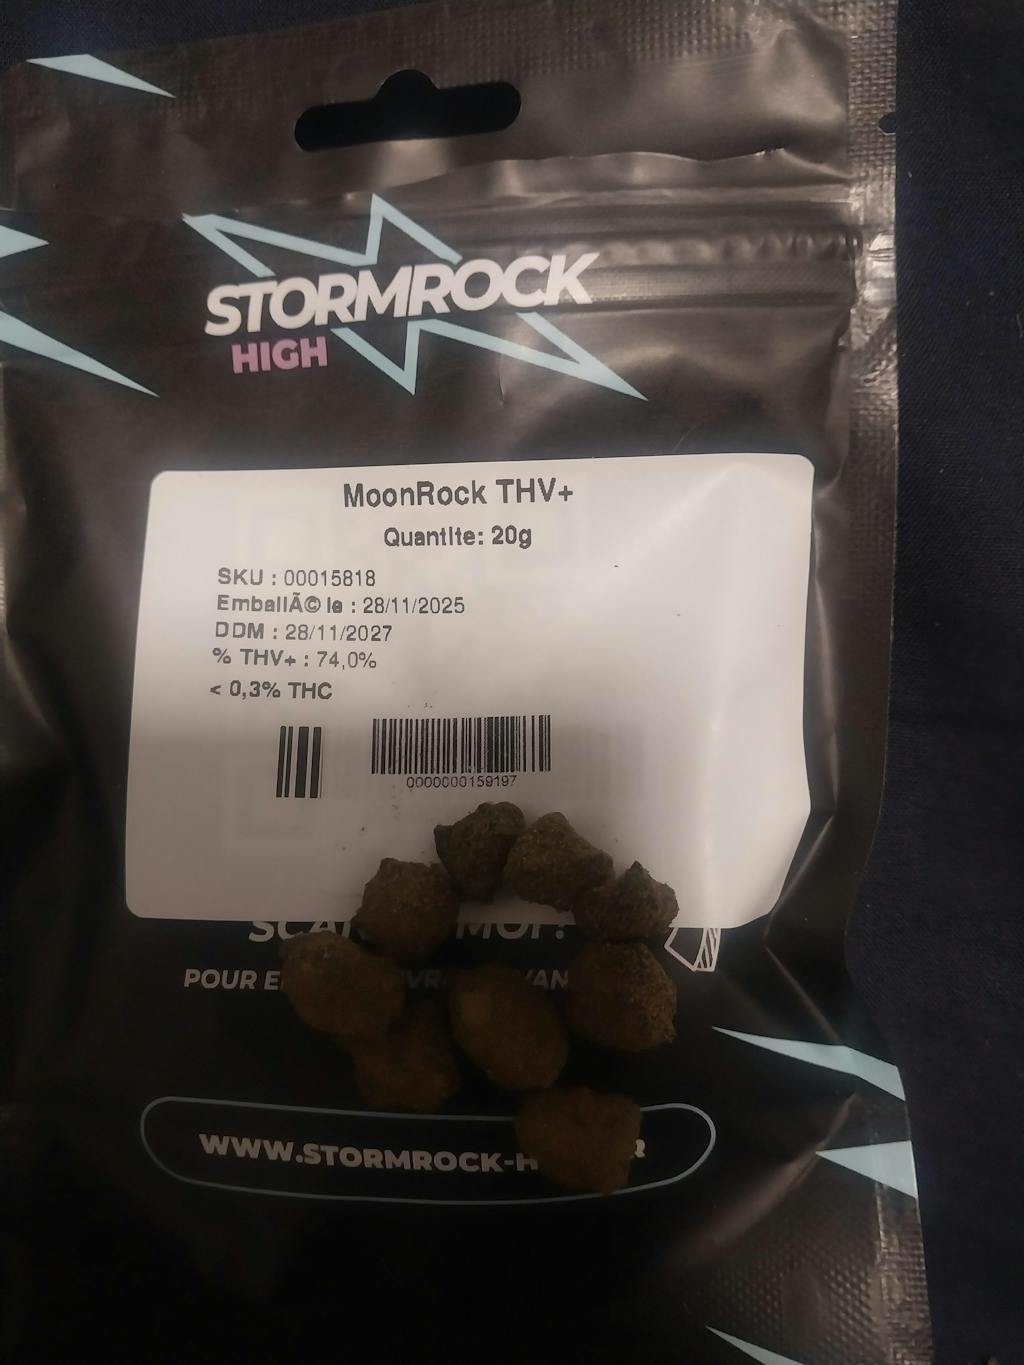 STORMROCK
HIGH
MoonRock THV+
Quantite: 20g
SKU : 00015818
EmballÃ© le : 28/11/2025
DDM : 28/11/2027
% THV+ : 74,0%
< 0,3% THC
0000000159197
POUR
WWW.STORMROCK-H